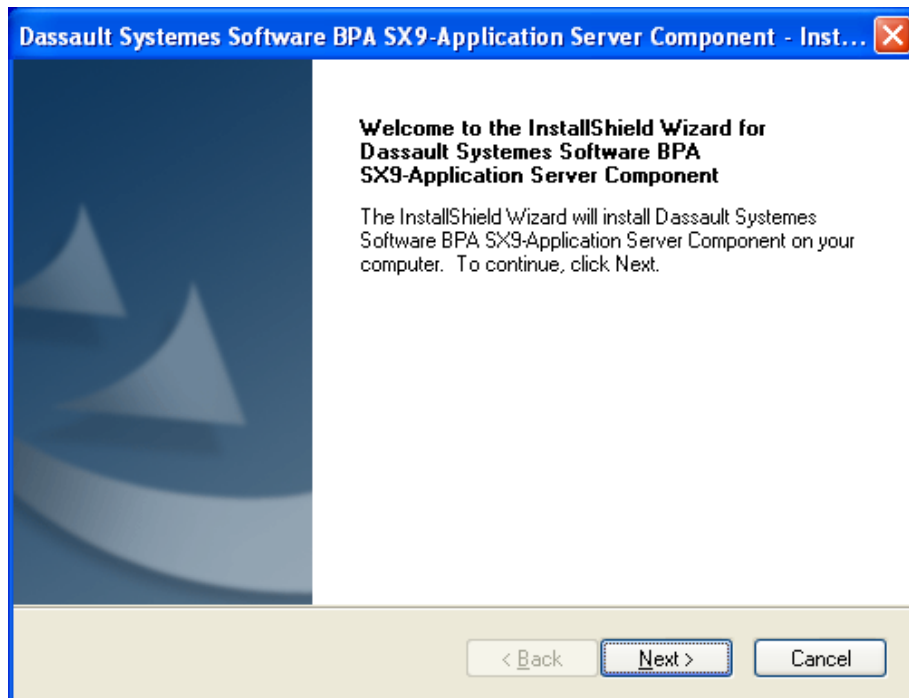 Dassault Systemes Software BPA SX9-Application Server Component - Inst...
Welcome to the InstallShield Wizard for
Dassault Systemes Software BPA
SX9-Application Server Component
The InstallShield Wizard will install Dassault Systemes
Software BPA SX9-Application Server Component on your
computer. To continue, click Next.
< Back
Next >
Cancel